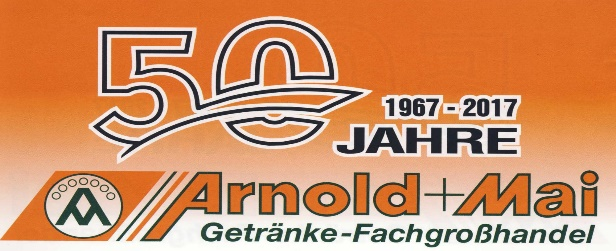 50
1967 - 2017
JAHRE
Arnold+Mai
Getränke-Fachgroßhandel